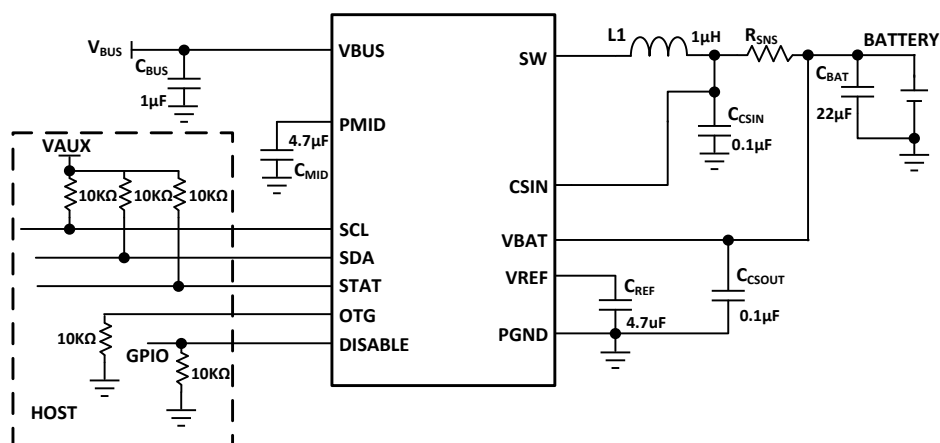 VBUS
CBUS
1µF
VBUS
PMID
4.7µF
CMID
VAUX
10KΩ 10KΩ 10KΩ
SCL
SDA
STAT
OTG
DISABLE
10KΩ
GPIO
10KΩ
HOST
SW
L1
1µH
RSNS
BATTERY
CBAT
22µF
CCSIN
0.1µF
CSIN
VBAT
VREF
CREF
4.7uF
CCSOUT
0.1µF
PGND